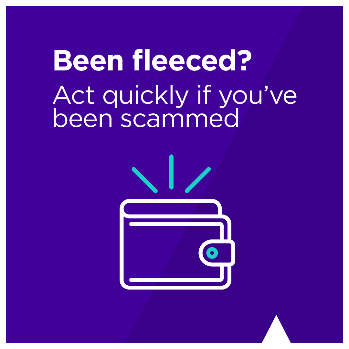 Been fleeced?
Act quickly if you’ve
been scammed